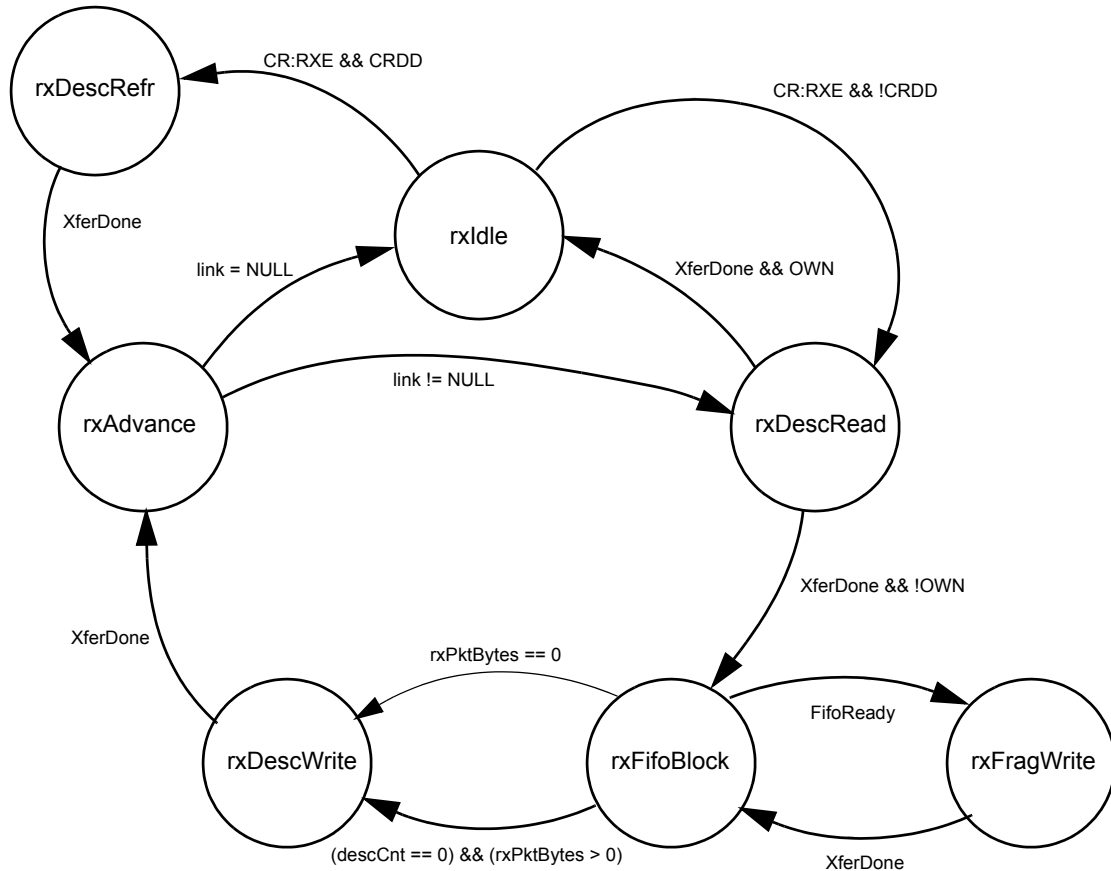 CR:RXE && CRDD
rxDescRefr
CR:RXE && !CRDD
XferDone
rxIdle
link = NULL
XferDone && OWN
link != NULL
rxAdvance
rxDescRead
XferDone && !OWN
XferDone
rxPktBytes == 0
FifoReady
rxDescWrite
rxFifoBlock
rxFragWrite
(descCnt == 0) && (rxPktBytes > 0)
XferDone